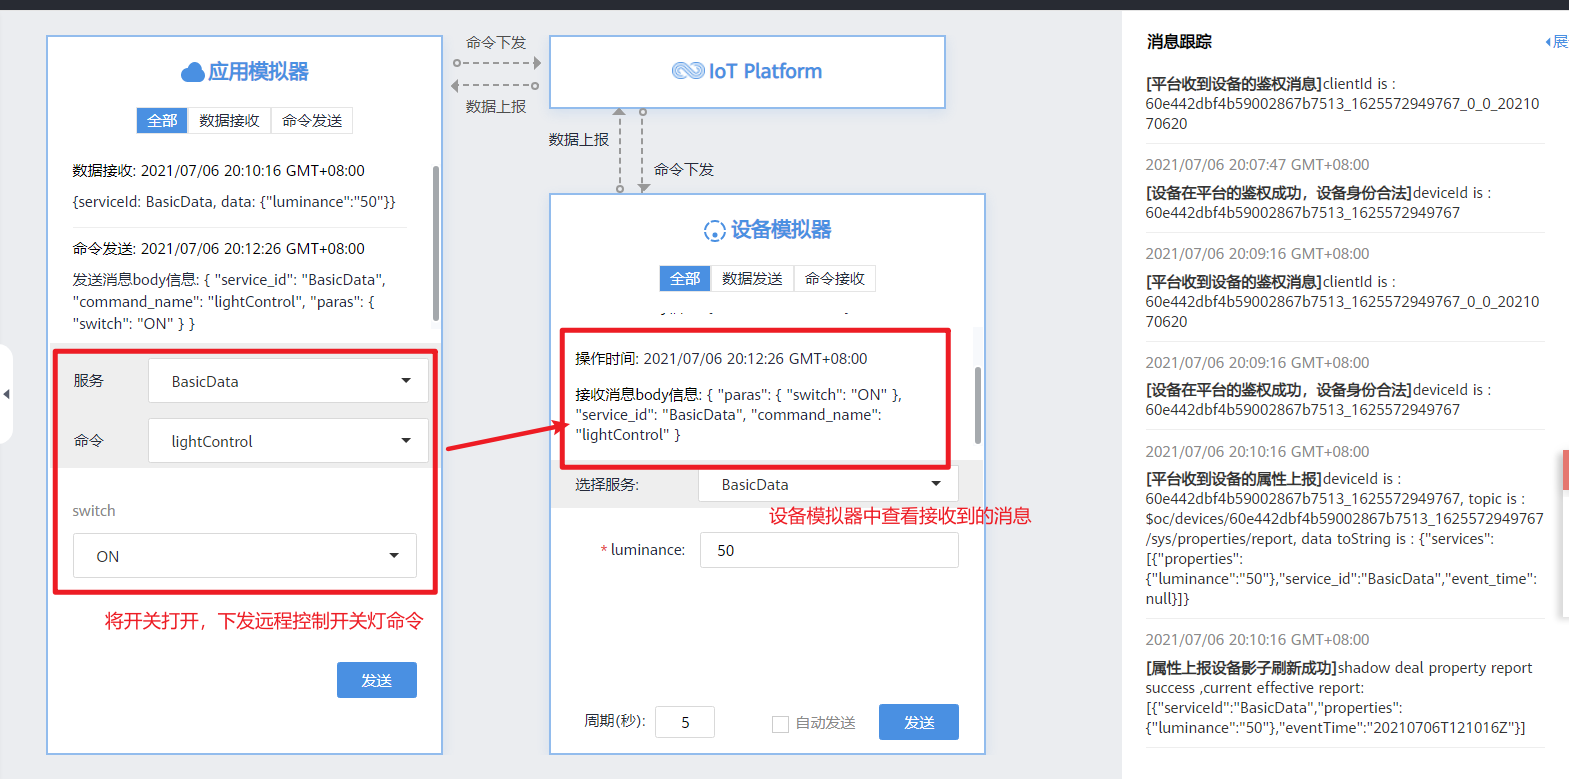 应用模拟器
全部 数据接收 命令发送
数据接收: 2021/07/06 20:10:16 GMT+08:00
{serviceId: BasicData, data: {"luminance":"50"}}
命令发送: 2021/07/06 20:12:26 GMT+08:00
发送消息body信息: { "service_id": "BasicData",
"command_name": "lightControl", "paras": {
"switch": "ON" } }
服务 BasicData
命令 lightControl
switch
ON
将开关打开，下发远程控制开关灯命令
发送
命令下发
数据上报
IoT Platform
数据上报
命令下发
设备模拟器
全部 数据发送 命令接收
操作时间: 2021/07/06 20:12:26 GMT+08:00
接收消息body信息: { "paras": { "switch": "ON" },
"service_id": "BasicData", "command_name":
"lightControl" }
选择服务: BasicData
设备模拟器中查看接收到的消息
* luminance: 50
周期(秒): 5 自动发送 发送
消息跟踪
展
[平台收到设备的鉴权消息]clientId is :
60e442dbf4b59002867b7513_1625572949767_0_0_20210
70620
2021/07/06 20:07:47 GMT+08:00
[设备在平台的鉴权成功，设备身份合法]deviceId is :
60e442dbf4b59002867b7513_1625572949767
2021/07/06 20:09:16 GMT+08:00
[平台收到设备的鉴权消息]clientId is :
60e442dbf4b59002867b7513_1625572949767_0_0_20210
70620
2021/07/06 20:09:16 GMT+08:00
[设备在平台的鉴权成功，设备身份合法]deviceId is :
60e442dbf4b59002867b7513_1625572949767
2021/07/06 20:10:16 GMT+08:00
[平台收到设备的属性上报]deviceId is :
60e442dbf4b59002867b7513_1625572949767, topic is :
$oc/devices/60e442dbf4b59002867b7513_1625572949767
/sys/properties/report, data toString is : {"services":
[{"properties":
{"luminance":"50"},"service_id":"BasicData","event_time":
null}]}
2021/07/06 20:10:16 GMT+08:00
[属性上报设备影子刷新成功]shadow deal property report
success ,current effective report:
[{"serviceId":"BasicData","properties":
{"luminance":"50"},"eventTime":"20210706T121016Z"}]